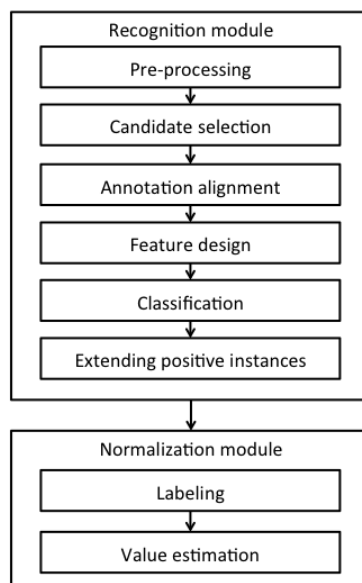 Recognition module
Pre-processing
Candidate selection
Annotation alignment
Feature design
Classification
Extending positive instances
Normalization module
Labeling
Value estimation